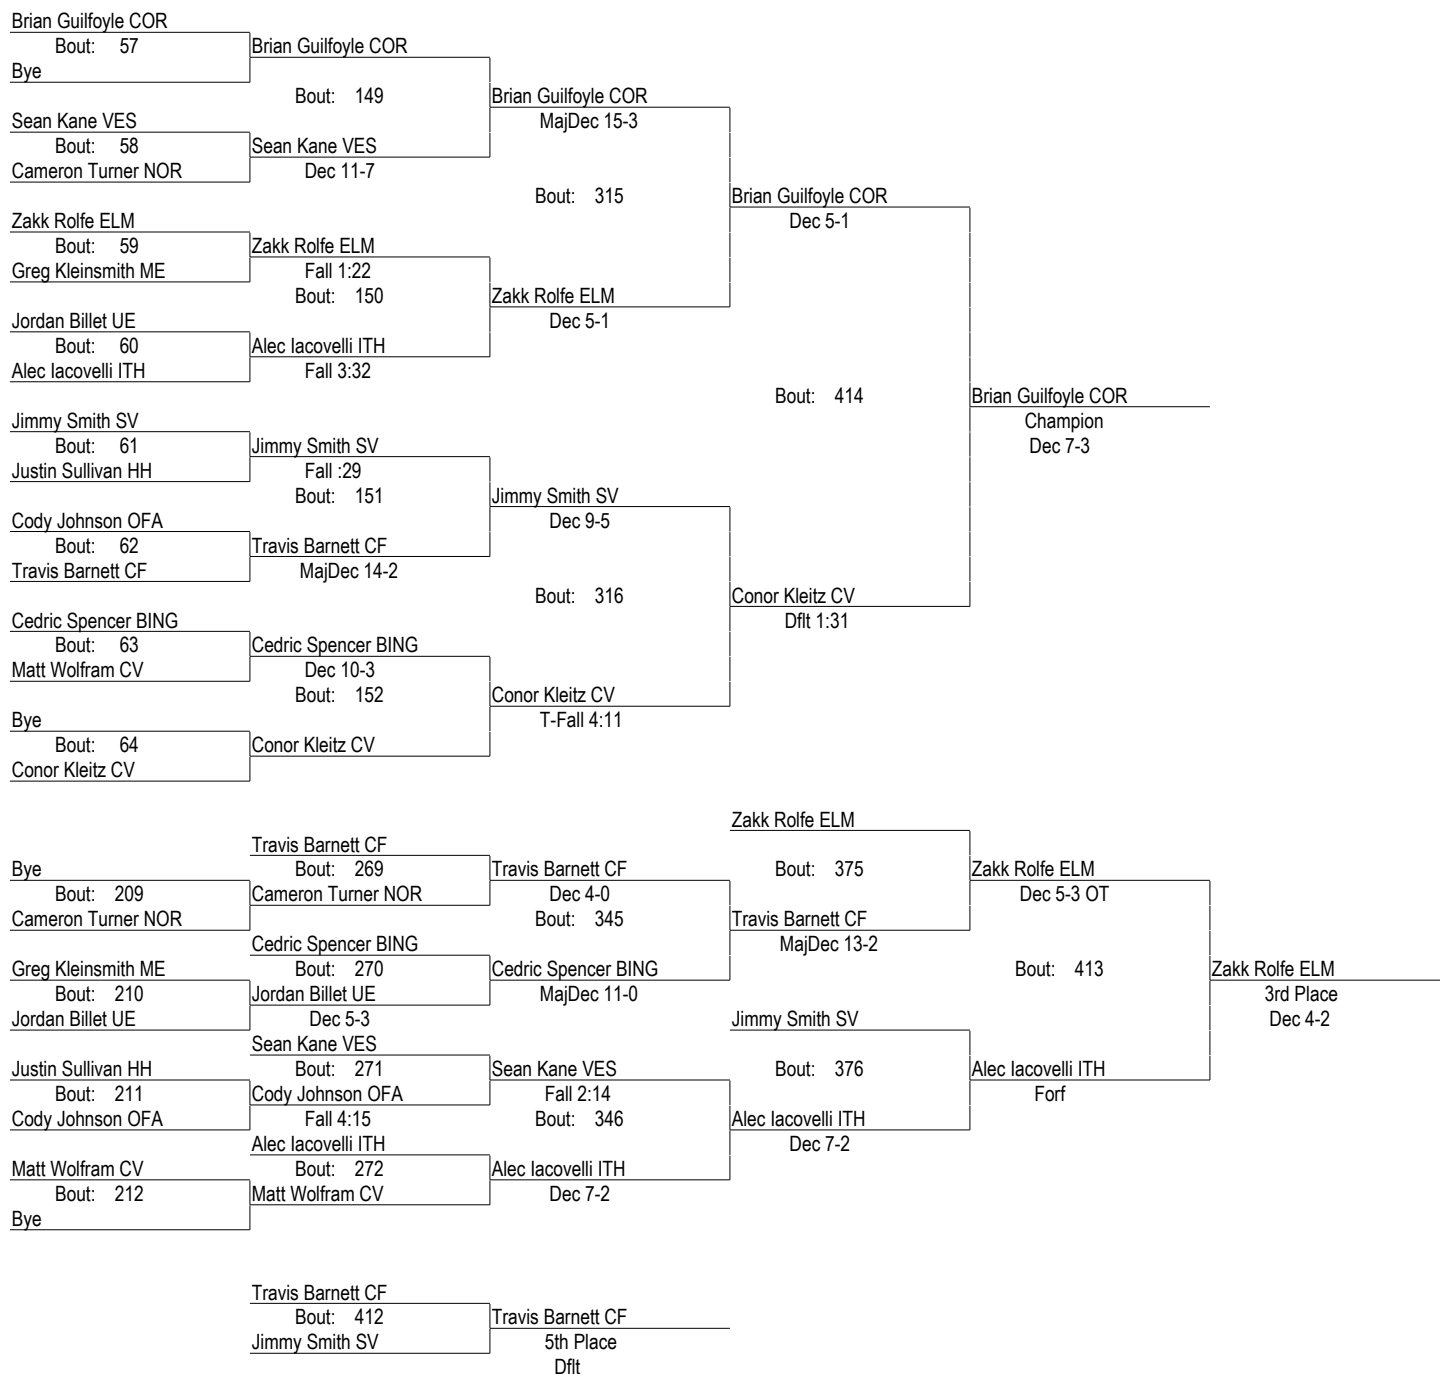 Brian Guilfoyle COR
Bout: 57 Brian Guilfoyle COR
Bye
Bout: 149 Brian Guilfoyle COR
Sean Kane VES MajDec 15-3
Bout: 58 Sean Kane VES
Cameron Turner NOR Dec 11-7
Bout: 315 Brian Guilfoyle COR
Zakk Rolfe ELM Dec 5-1
Bout: 59 Zakk Rolfe ELM
Greg Kleinsmith ME Fall 1:22
Bout: 150 Zakk Rolfe ELM
Jordan Billet UE Dec 5-1
Bout: 60 Alec Iacovelli ITH
Alec Iacovelli ITH Fall 3:32
Bout: 414 Brian Guilfoyle COR
Jimmy Smith SV Champion
Bout: 61 Jimmy Smith SV Dec 7-3
Justin Sullivan HH Fall :29
Bout: 151 Jimmy Smith SV
Cody Johnson OFA Dec 9-5
Bout: 62 Travis Barnett CF
Travis Barnett CF MajDec 14-2
Bout: 316 Conor Kleitz CV
Cedric Spencer BING Dflt 1:31
Bout: 63 Cedric Spencer BING
Matt Wolfram CV Dec 10-3
Bout: 152 Conor Kleitz CV
Bye T-Fall 4:11
Bout: 64 Conor Kleitz CV
Conor Kleitz CV
Zakk Rolfe ELM
Travis Barnett CF
Bye Bout: 269 Travis Barnett CF Bout: 375 Zakk Rolfe ELM
Bout: 209 Cameron Turner NOR Dec 4-0 Dec 5-3 OT
Cameron Turner NOR Bout: 345 Travis Barnett CF
Cedric Spencer BING MajDec 13-2
Greg Kleinsmith ME Bout: 270 Cedric Spencer BING Bout: 413 Zakk Rolfe ELM
Bout: 210 Jordan Billet UE MajDec 11-0 3rd Place
Jordan Billet UE Dec 5-3 Jimmy Smith SV Dec 4-2
Sean Kane VES
Justin Sullivan HH Bout: 271 Sean Kane VES Bout: 376 Alec Iacovelli ITH
Bout: 211 Cody Johnson OFA Fall 2:14 Forf
Cody Johnson OFA Fall 4:15 Bout: 346 Alec Iacovelli ITH
Alec Iacovelli ITH Dec 7-2
Matt Wolfram CV Bout: 272 Alec Iacovelli ITH
Bout: 212 Matt Wolfram CV Dec 7-2
Bye
Travis Barnett CF
Bout: 412 Travis Barnett CF
Jimmy Smith SV 5th Place
Dflt